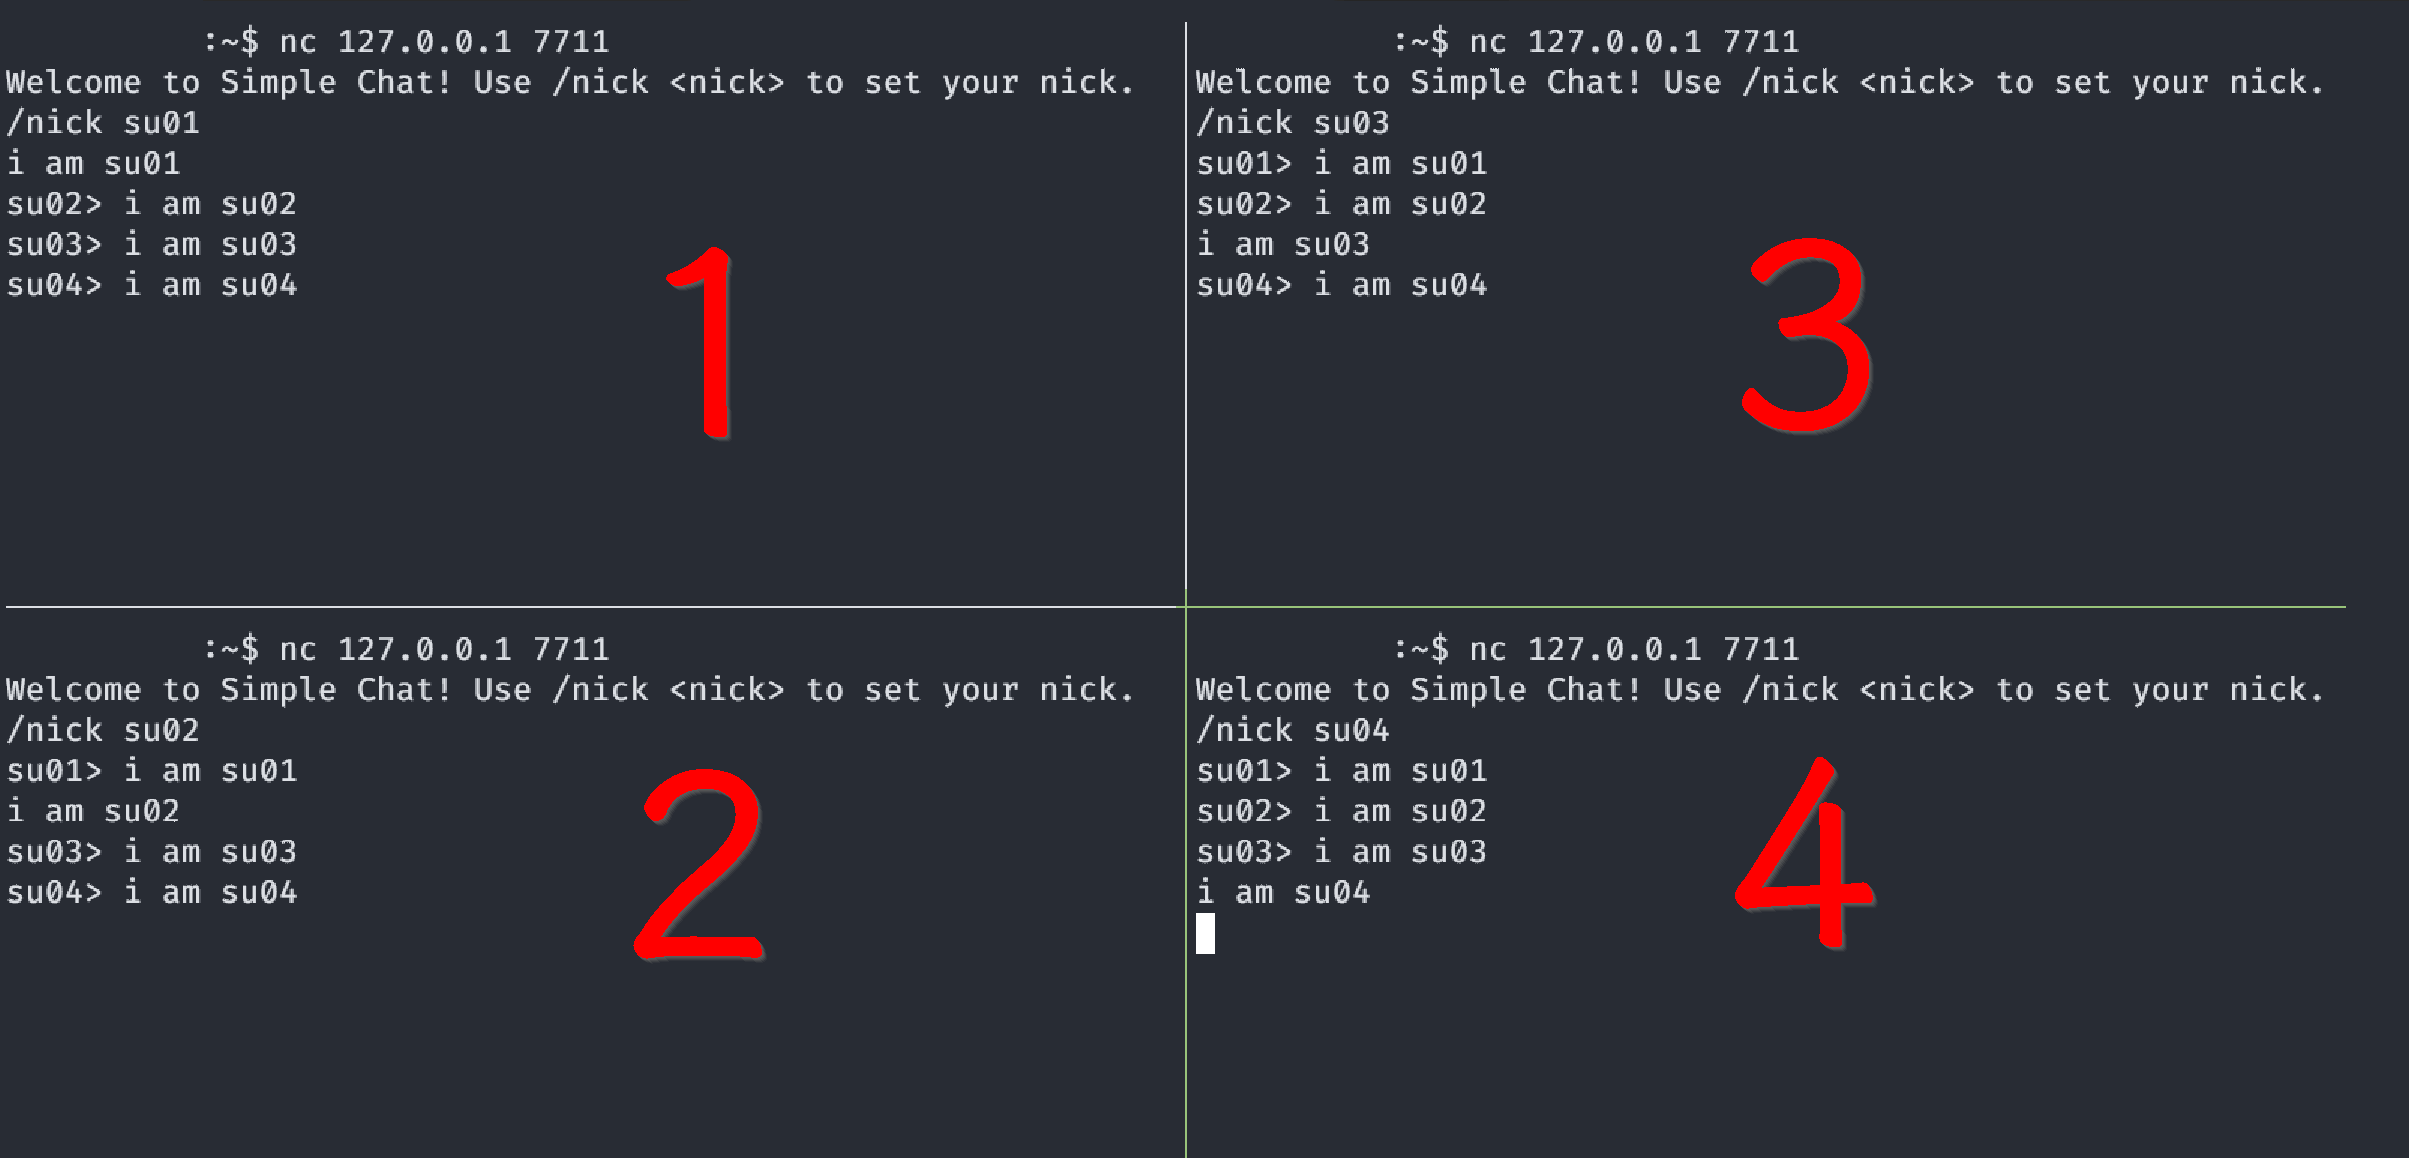 :~$ nc 127.0.0.1 7711
Welcome to Simple Chat! Use /nick <nick> to set your nick.
/nick su01
i am su01
su02> i am su02
su03> i am su03
su04> i am su04
1
:~$ nc 127.0.0.1 7711
Welcome to Simple Chat! Use /nick <nick> to set your nick.
/nick su02
su01> i am su01
i am su02
su03> i am su03
su04> i am su04
2
:~$ nc 127.0.0.1 7711
Welcome to Simple Chat! Use /nick <nick> to set your nick.
/nick su03
su01> i am su01
su02> i am su02
i am su03
su04> i am su04
3
:~$ nc 127.0.0.1 7711
Welcome to Simple Chat! Use /nick <nick> to set your nick.
/nick su04
su01> i am su01
su02> i am su02
su03> i am su03
i am su04
4